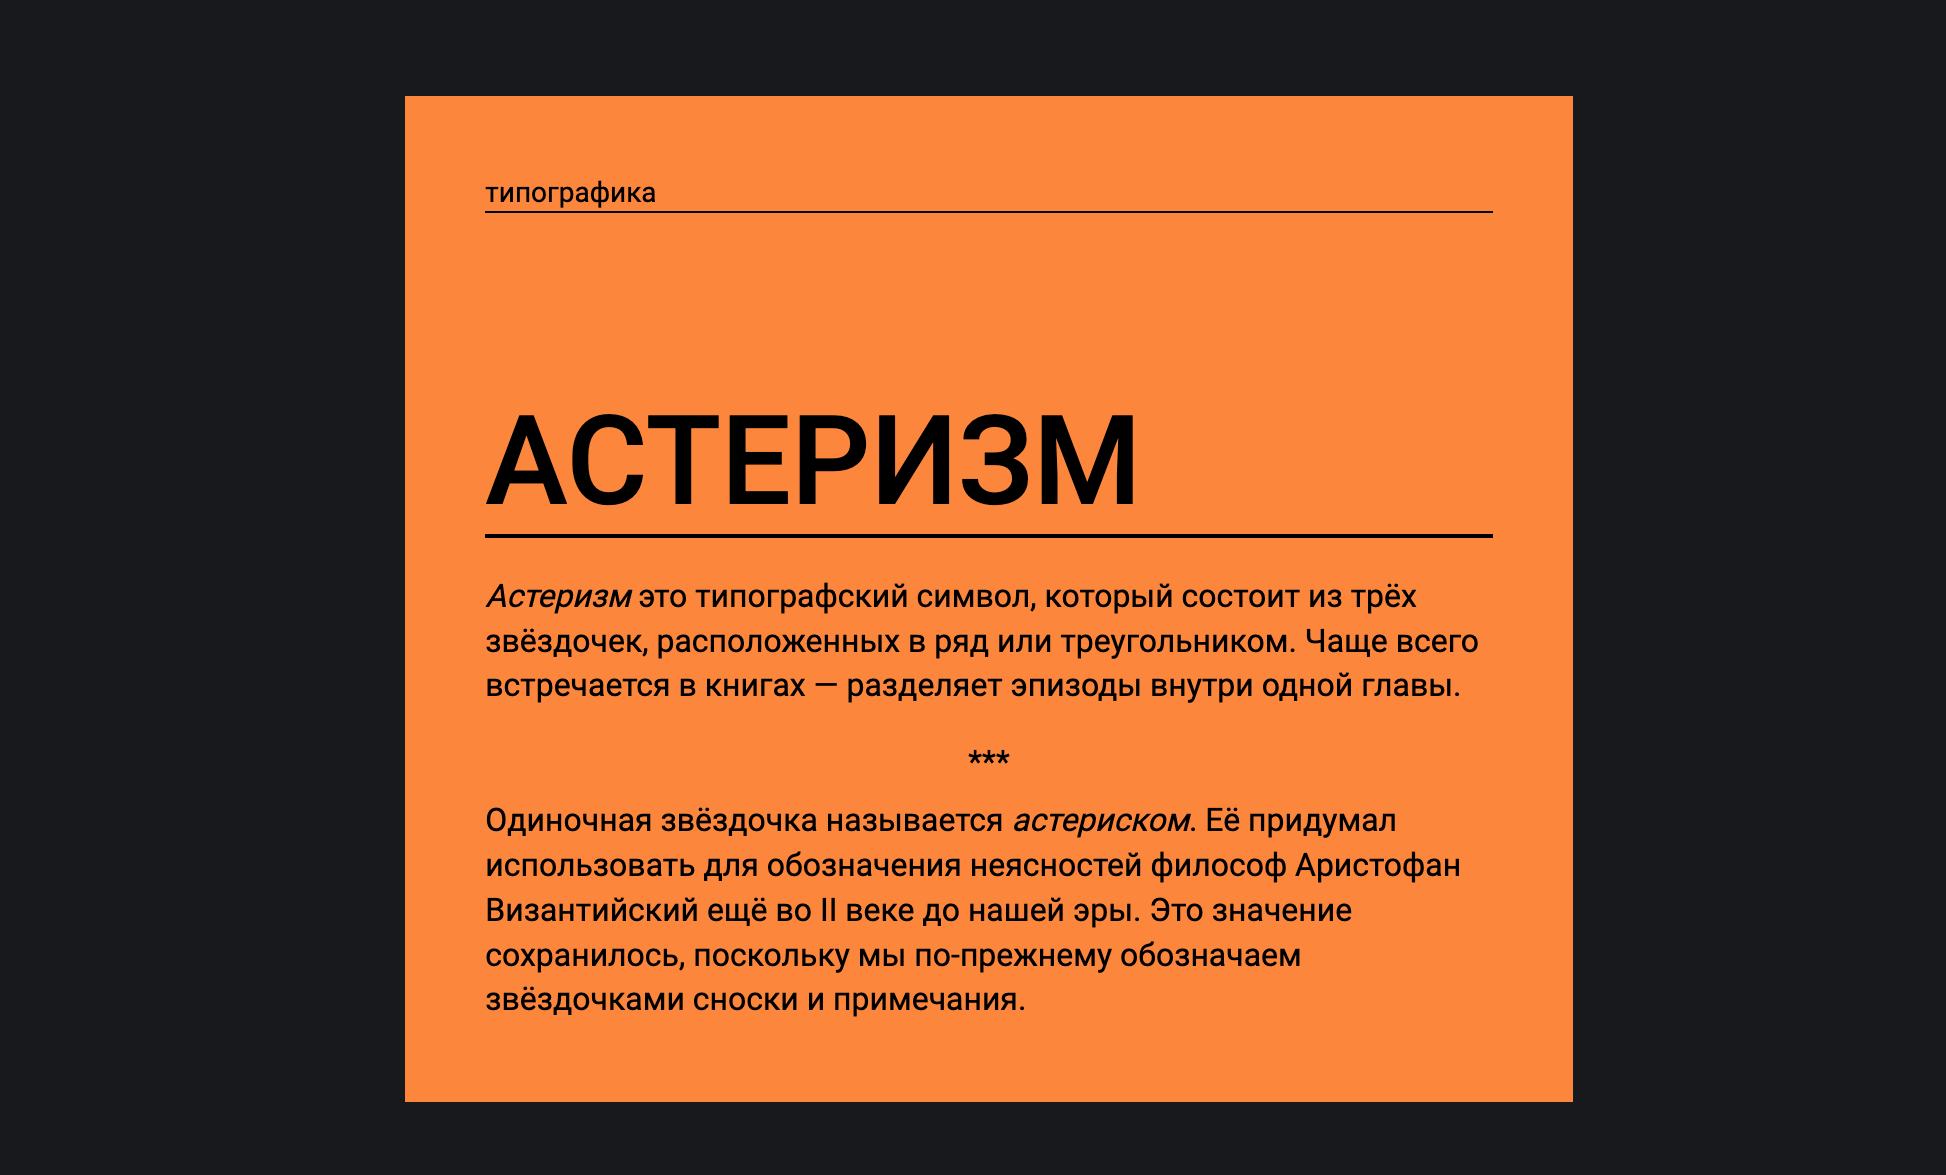 типографика
АСТЕРИЗМ
Астеризм это типографский символ, который состоит из трёх
звёздочек, расположенных в ряд или треугольником. Чаще всего
встречается в книгах — разделяет эпизоды внутри одной главы.
***
Одиночная звёздочка называется астериском. Её придумал
использовать для обозначения неясностей философ Аристофан
Византийский ещё во II веке до нашей эры. Это значение
сохранилось, поскольку мы по-прежнему обозначаем
звёздочками сноски и примечания.